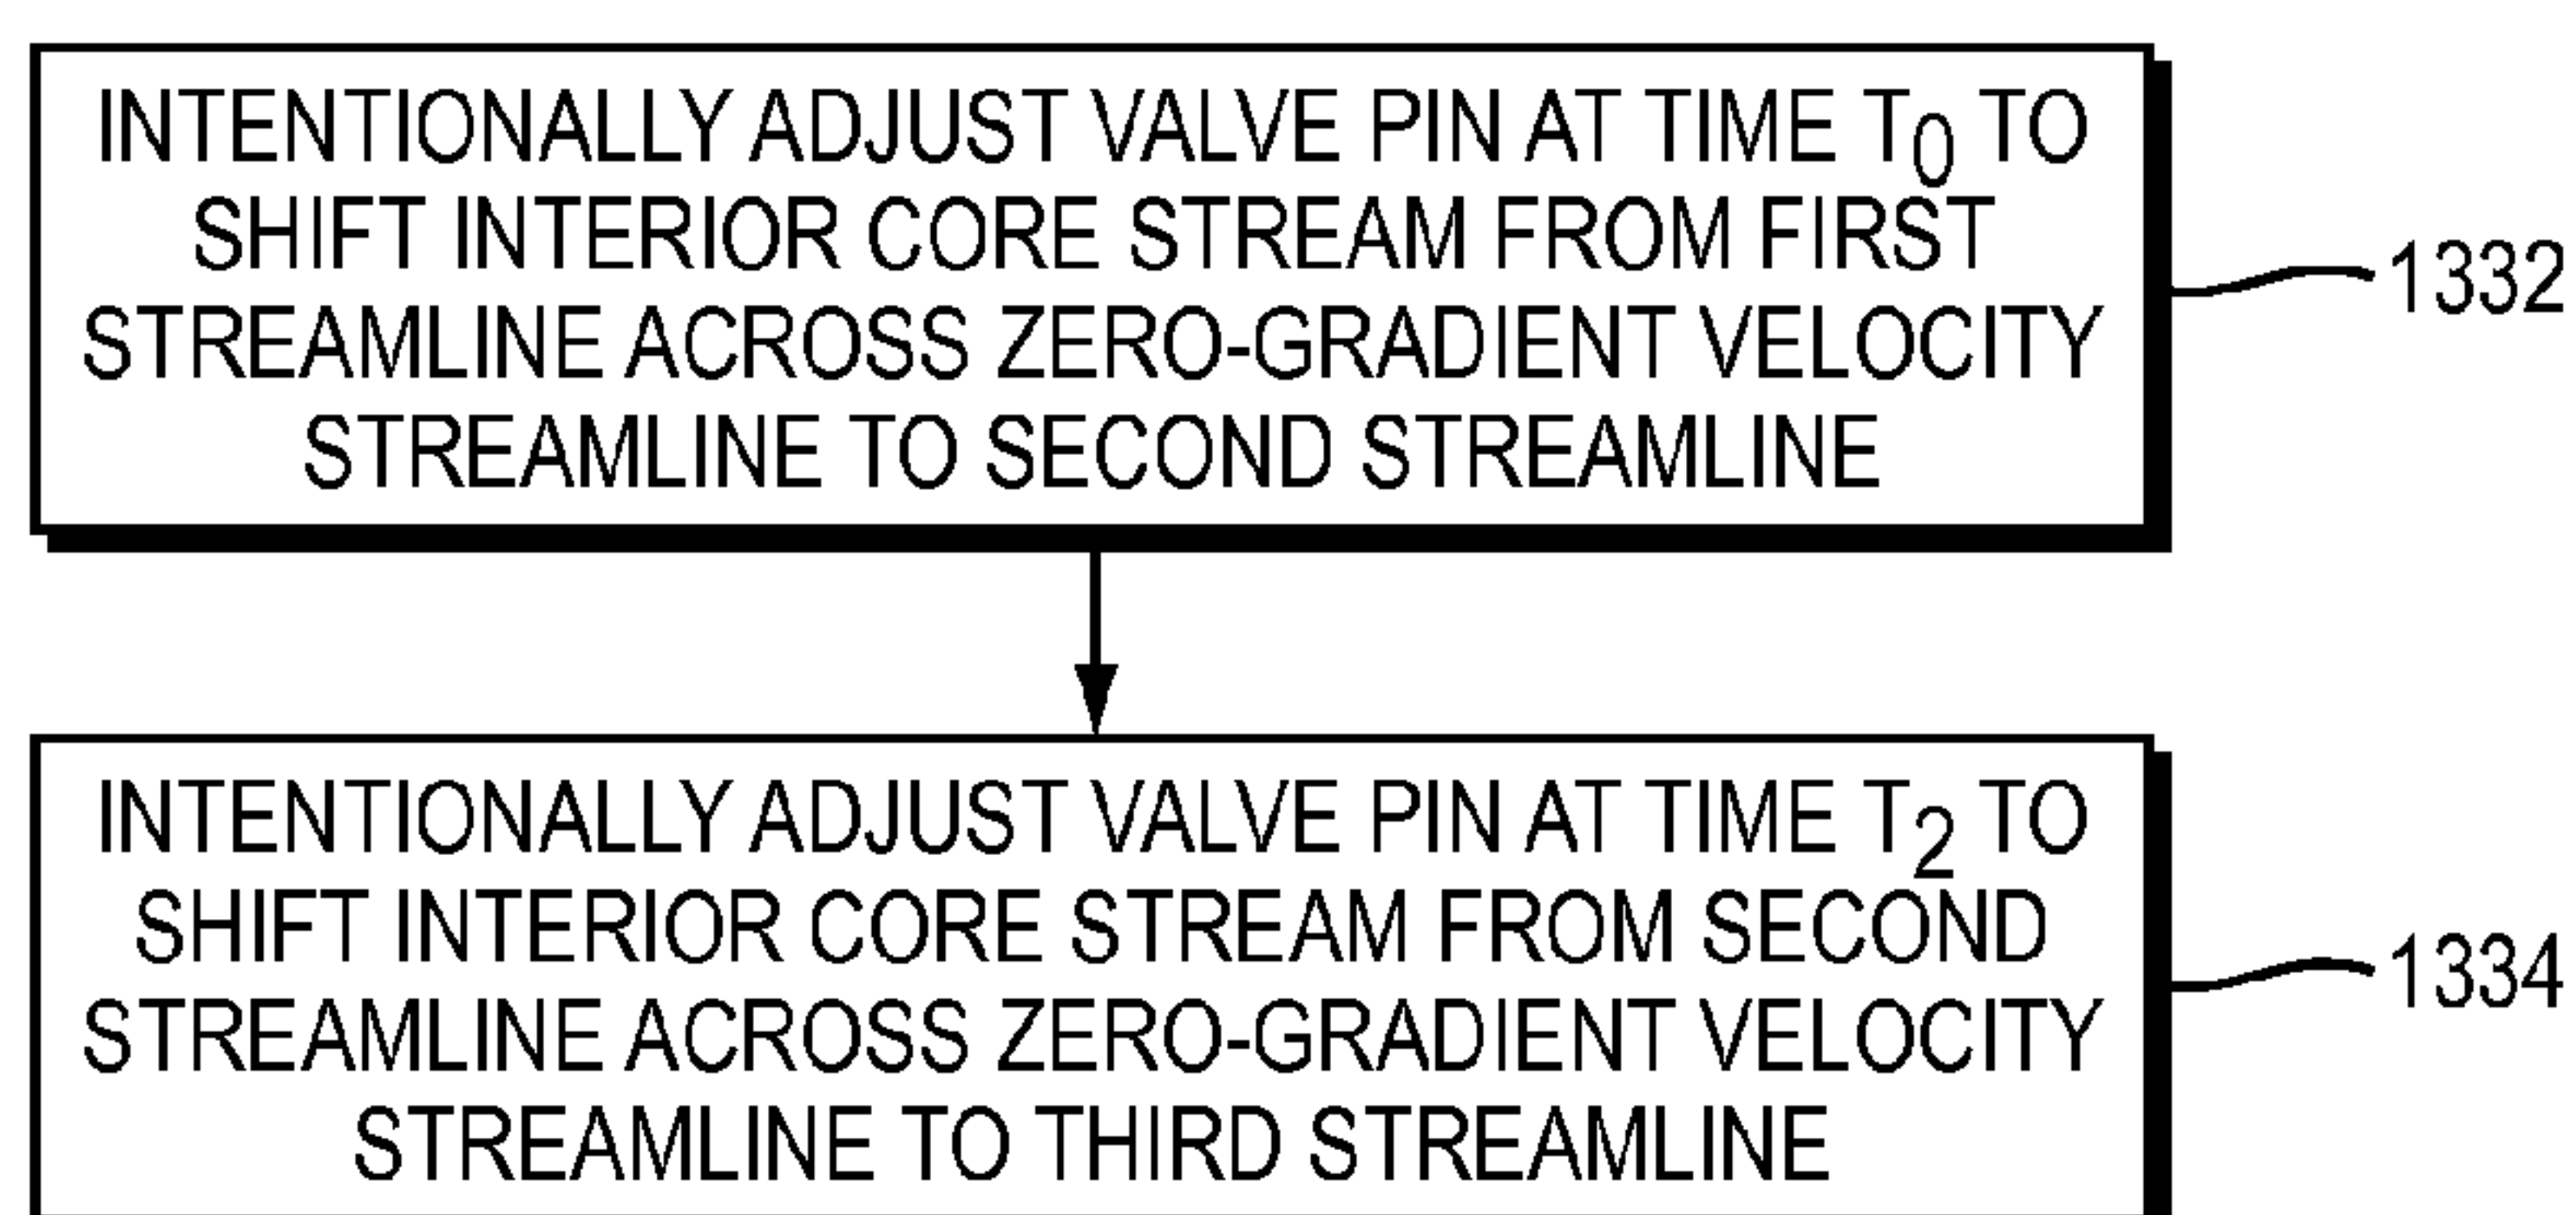 INTENTIONALLY ADJUST VALVE PIN AT TIME T0 TO
SHIFT INTERIOR CORE STREAM FROM FIRST
STREAMLINE ACROSS ZERO-GRADIENT VELOCITY
STREAMLINE TO SECOND STREAMLINE
1332
INTENTIONALLY ADJUST VALVE PIN AT TIME T2 TO
SHIFT INTERIOR CORE STREAM FROM SECOND
STREAMLINE ACROSS ZERO-GRADIENT VELOCITY
STREAMLINE TO THIRD STREAMLINE
1334